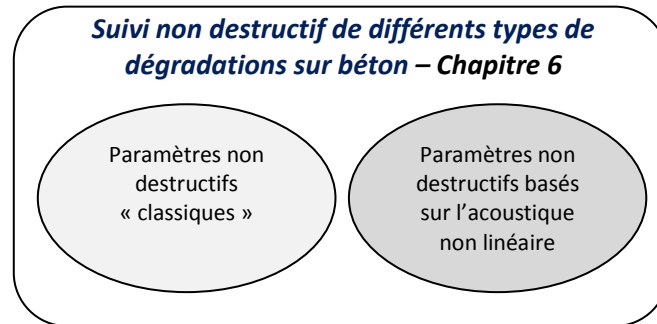 Suivi non destructif de différents types de
dégradations sur béton – Chapitre 6
Paramètres non
destructifs
« classiques »
Paramètres non
destructifs basés
sur l’acoustique
non linéaire